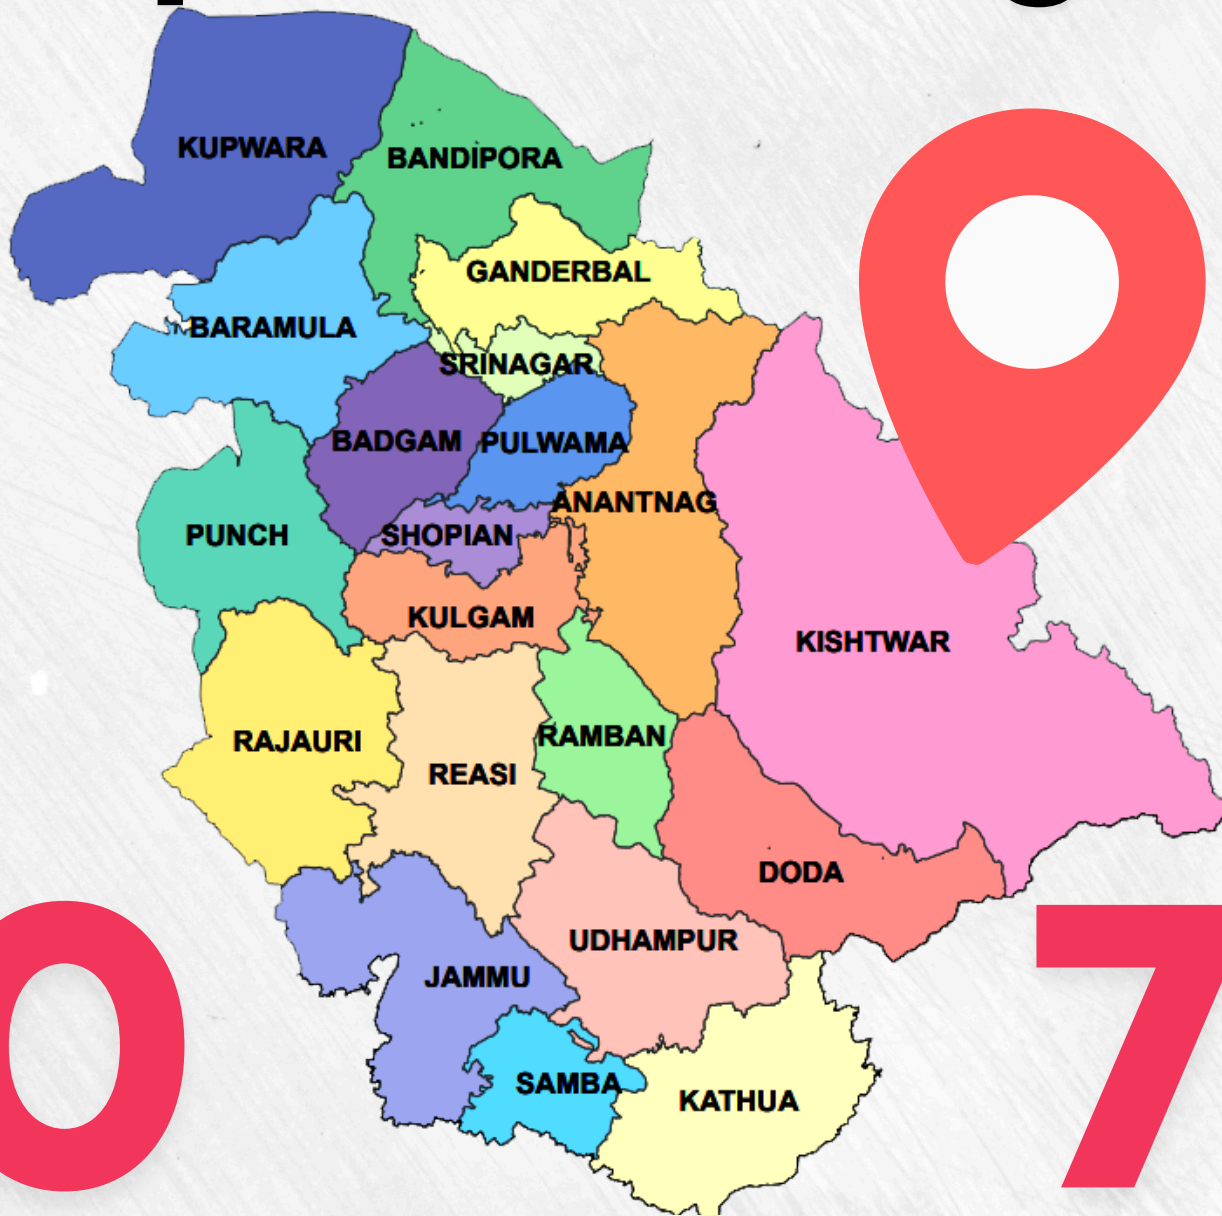 KUPWARA
BANDIPORA
GANDERBAL
BARAMULA
SRINAGAR
BADGAM
PULWAMA
ANANTNAG
PUNCH
SHOPIAN
KULGAM
KISHTWAR
RAJAURI
RAMBAN
REASI
DODA
UDHAMPUR
JAMMU
SAMBA
KATHUA
0
7